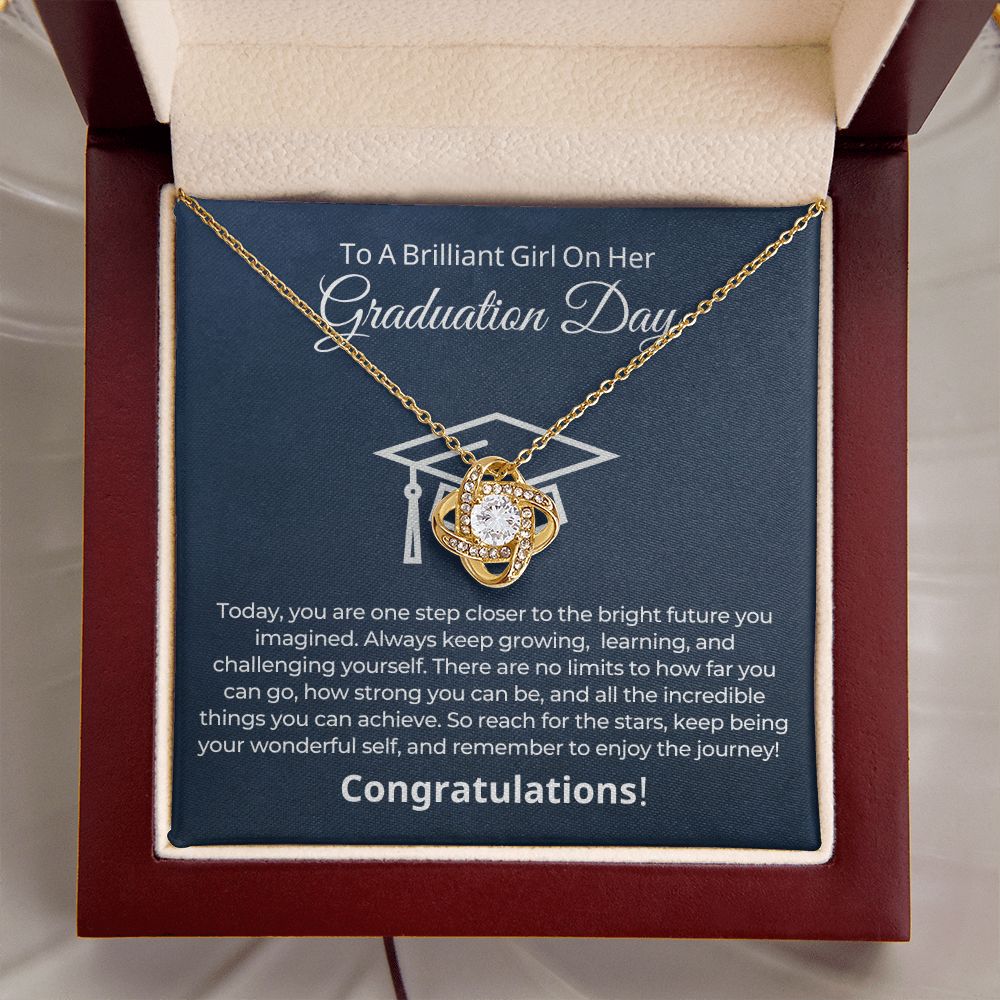 To A Brilliant Girl On Her
Graduation Day
Today, you are one step closer to the bright future you
imagined. Always keep growing,  learning, and
challenging yourself. There are no limits to how far you
can go, how strong you can be, and all the incredible
things you can achieve. So reach for the stars, keep being
your wonderful self, and remember to enjoy the journey!
Congratulations!